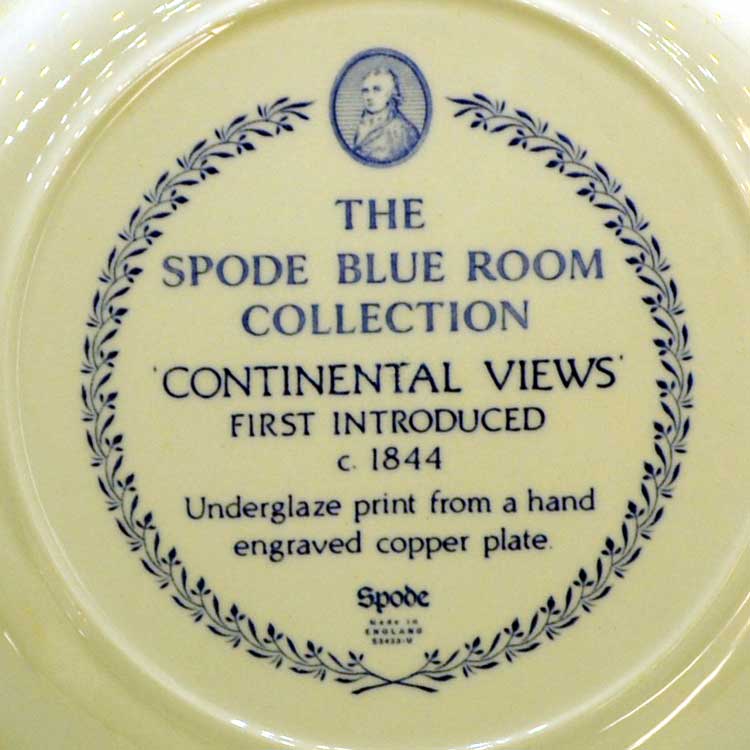 THE
SPODE BLUE ROOM
COLLECTION
'CONTINENTAL VIEWS'
FIRST INTRODUCED
c. 1844
Underglaze print from a hand
engraved copper plate.
Spode
Made in
ENGLAND